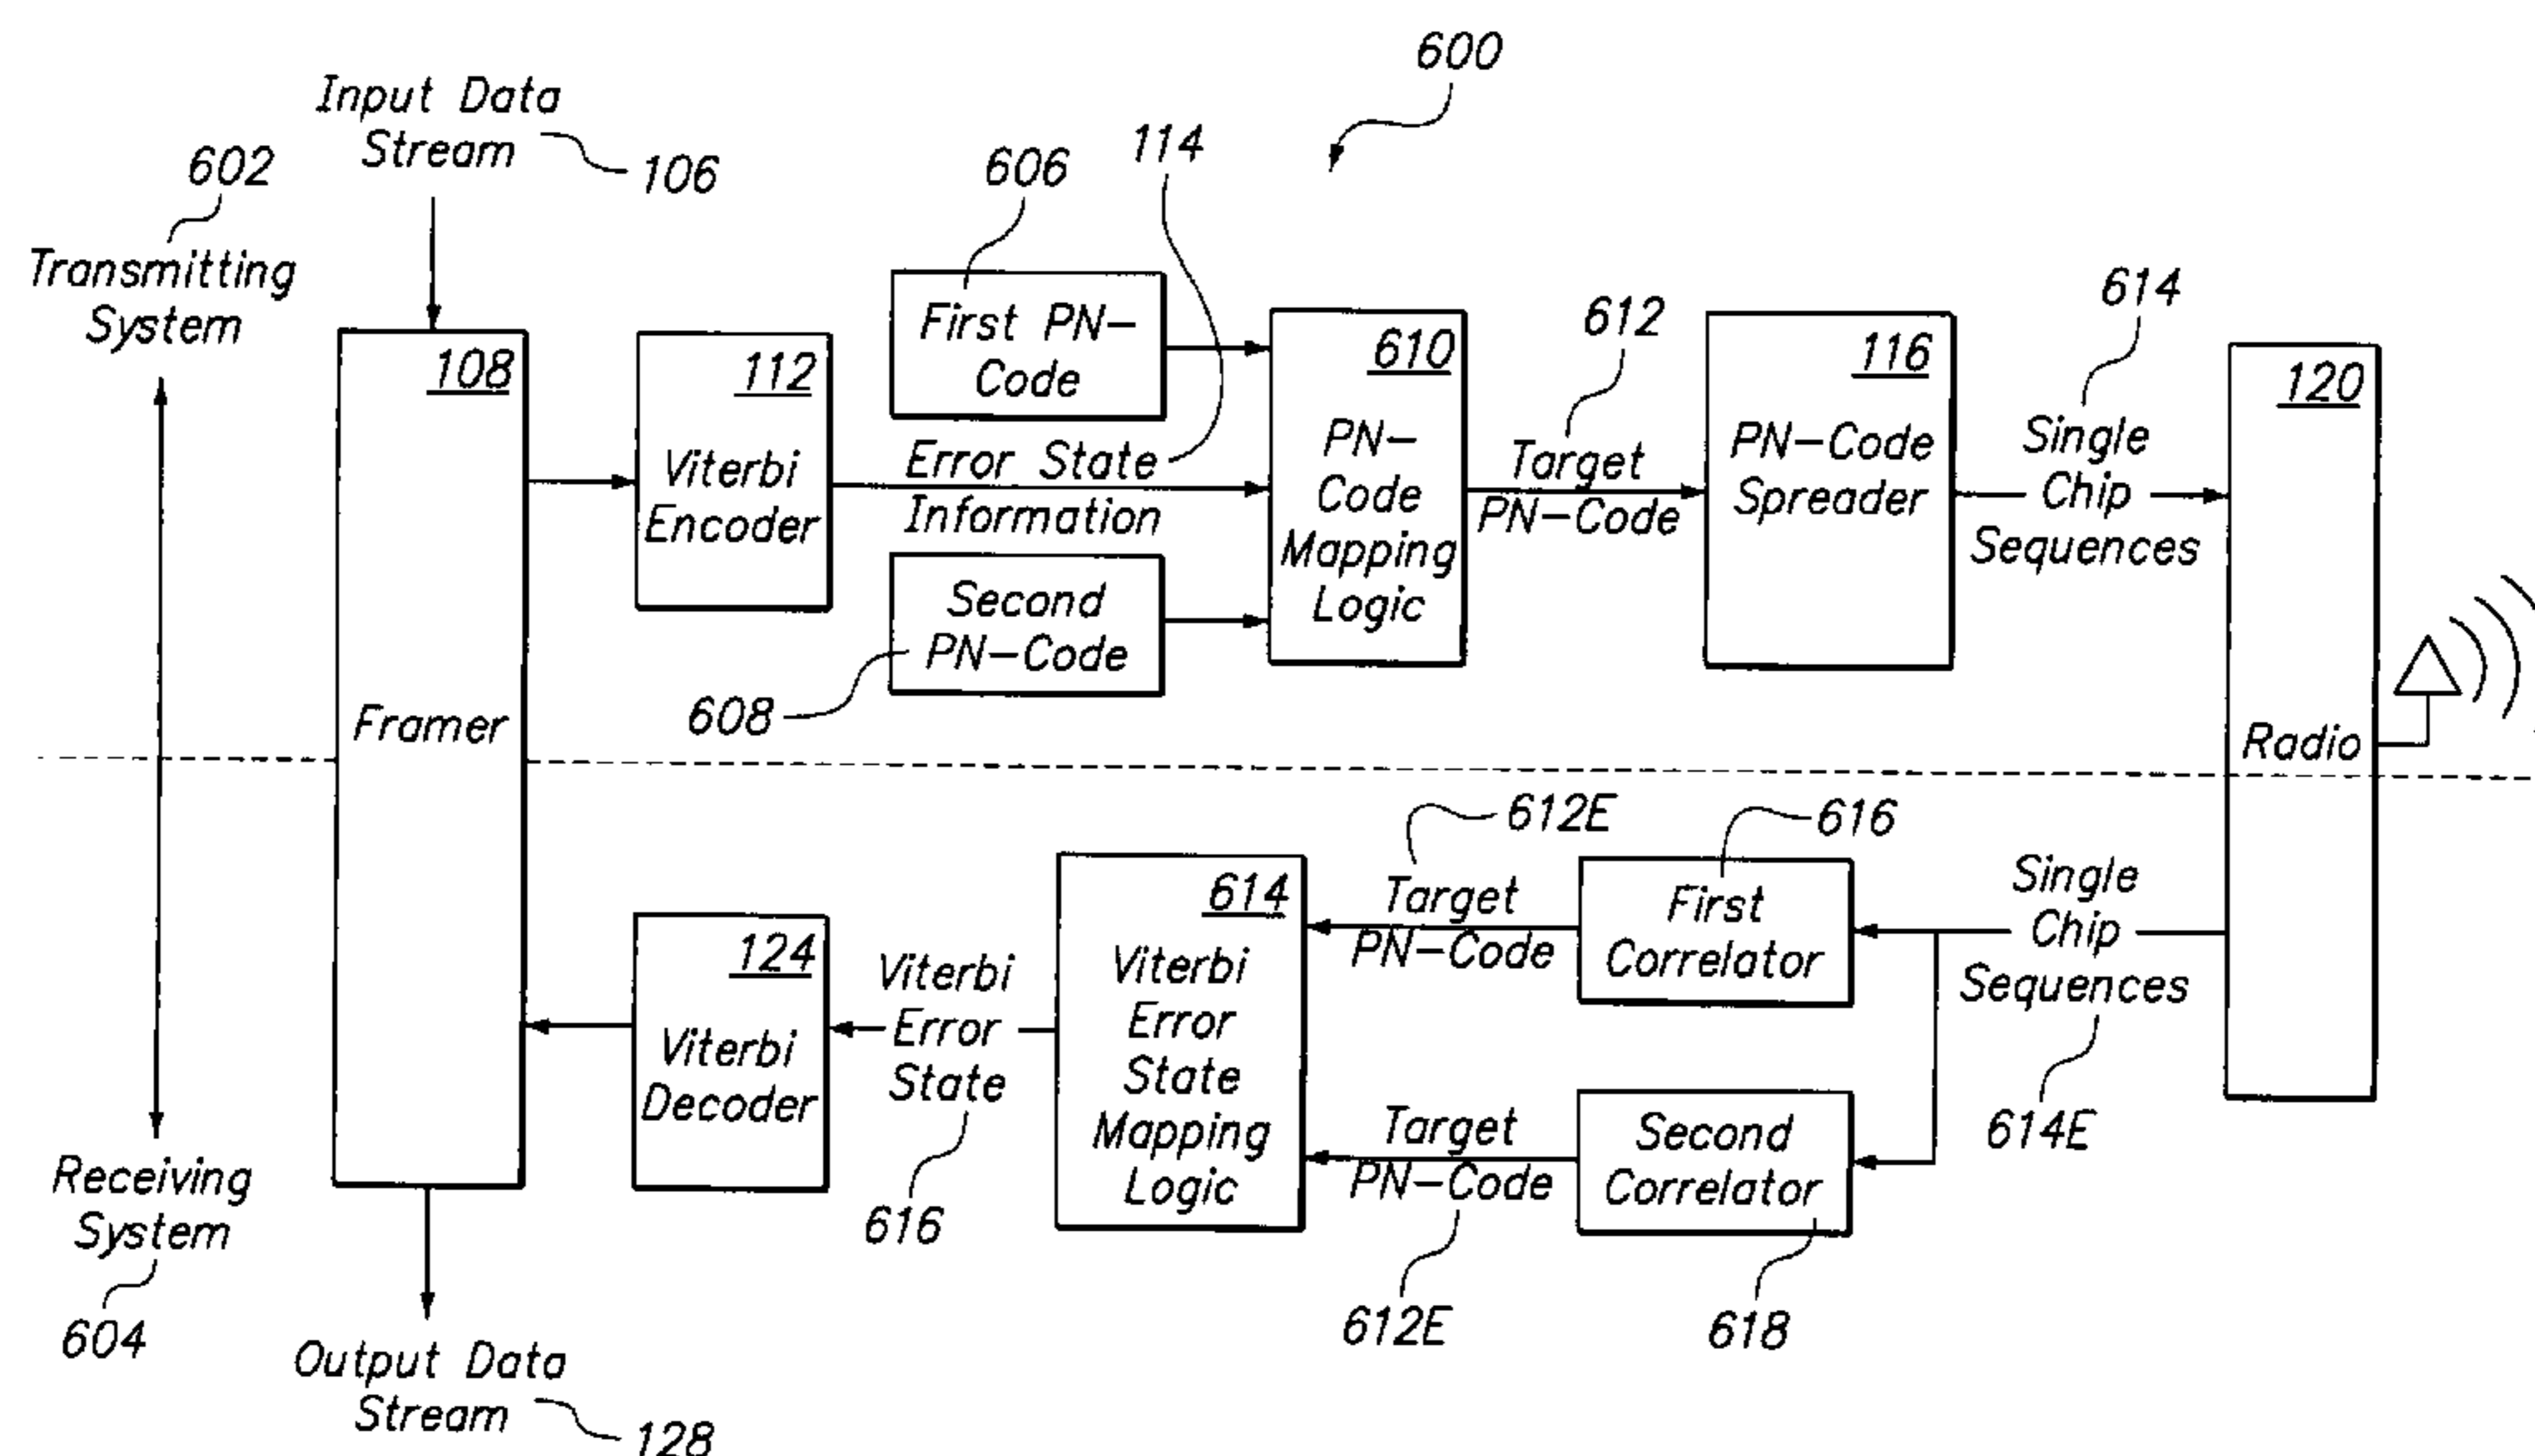 600
Input Data
Stream
106
602
Transmitting
System
606
114
First PN-
Code
108
112
Viterbi
Encoder
Error State
Information
Second
PN-Code
608
610
PN-
Code
Mapping
Logic
612
Target
PN-Code
116
PN-Code
Spreader
614
Single
Chip
Sequences
120
Radio
Framer
612E
616
Target
PN-Code
First
Correlator
Single
Chip
Sequences
614E
614
Viterbi
Error
State
Mapping
Logic
124
Viterbi
Decoder
Viterbi
Error
State
616
Target
PN-Code
612E
Second
Correlator
618
Receiving
System
604
Output Data
Stream
128